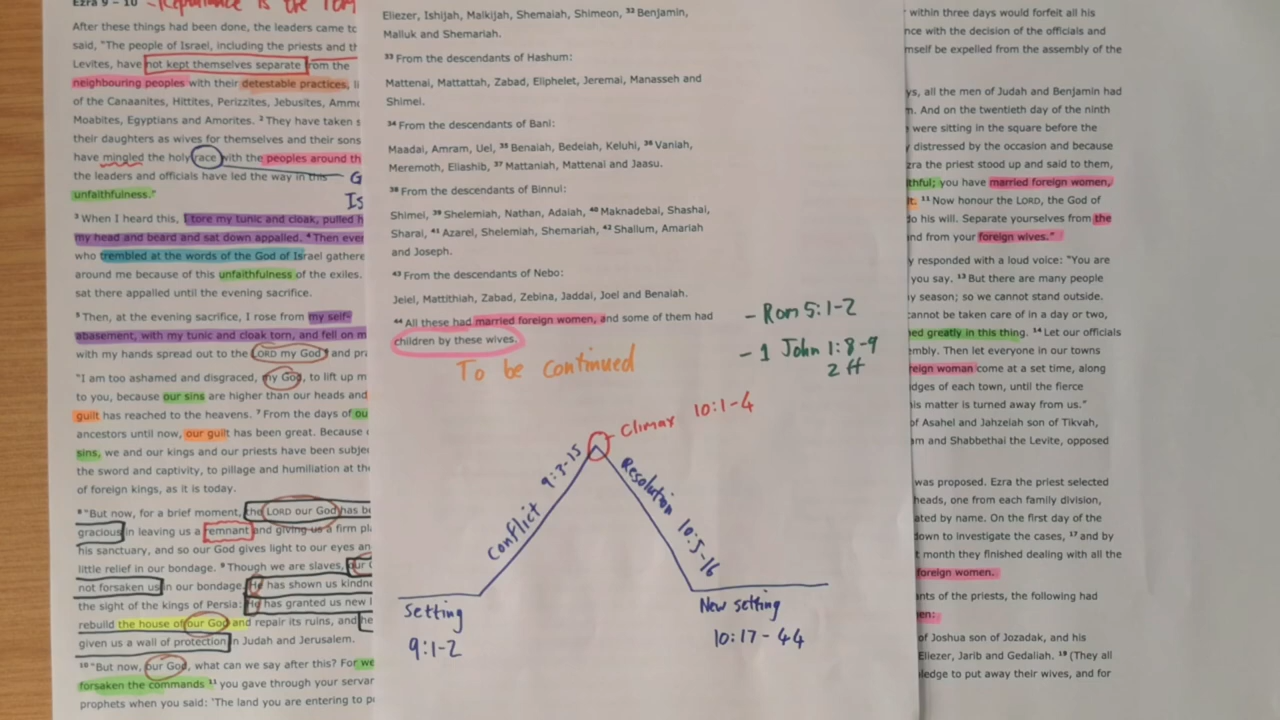 Ezra 9 – 10 - Repentance is the
After these things had been done, the leaders came to
said, "The people of Israel, including the priests and th
Levites, have not kept themselves separate from the
neighbouring peoples with their detestable practices, li
of the Canaanites, Hittites, Perizzites, Jebusites, Ammo
Moabites, Egyptians and Amorites. 2 They have taken s
their daughters as wives for themselves and their sons
have mingled the holy race with the peoples around th
the leaders and officials have led the way in this
unfaithfulness." G
Is
3 When I heard this, I tore my tunic and cloak, pulled h
my head and beard and sat down appalled. 4 Then ever
who trembled at the words of the God of Israel gathere
around me because of this unfaithfulness of the exiles.
sat there appalled until the evening sacrifice.
5 Then, at the evening sacrifice, I rose from my self-
abasement, with my tunic and cloak torn, and fell on m
with my hands spread out to the LORD my God 6 and pra
"I am too ashamed and disgraced, my God, to lift up m
to you, because our sins are higher than our heads and
guilt has reached to the heavens. 7 From the days of ou
ancestors until now, our guilt has been great. Because o
sins, we and our kings and our priests have been subje
the sword and captivity, to pillage and humiliation at the
of foreign kings, as it is today.
8 "But now, for a brief moment, the LORD our God has be
gracious in leaving us a remnant and giving us a firm pla
his sanctuary, and so our God gives light to our eyes an
little relief in our bondage. 9 Though we are slaves, our G
not forsaken us in our bondage. He has shown us kindne
the sight of the kings of Persia: He has granted us new l
rebuild the house of our God and repair its ruins, and he
given us a wall of protection in Judah and Jerusalem.
10 "But now, our God, what can we say after this? For we
forsaken the commands 11 you gave through your servan
prophets when you said: 'The land you are entering to p
Eliezer, Ishijah, Malkijah, Shemaiah, Shimeon, 32 Benjamin,
Malluk and Shemariah.
33 From the descendants of Hashum:
Mattenai, Mattattah, Zabad, Eliphelet, Jeremai, Manasseh and
Shimei.
34 From the descendants of Bani:
Maadai, Amram, Uel, 35 Benaiah, Bedeiah, Keluhi, 36 Vaniah,
Meremoth, Eliashib, 37 Mattaniah, Mattenai and Jaasu.
38 From the descendants of Binnui:
Shimei, 39 Shelemiah, Nathan, Adaiah, 40 Maknadebai, Shashai,
Sharai, 41 Azarel, Shelemiah, Shemariah, 42 Shallum, Amariah
and Joseph.
43 From the descendants of Nebo:
Jeiel, Mattithiah, Zabad, Zebina, Jaddai, Joel and Benaiah.
44 All these had married foreign women, and some of them had
children by these wives.
To be continued
- Rom 5:1-2
- 1 John 1:8-9
2 ff
Climax 10:1-4
Conflict 9:3-15
Resolution 10:5-16
Setting
9:1-2
New setting
10:17-44
within three days would forfeit all his
nce with the decision of the officials and
mself be expelled from the assembly of the
ys, all the men of Judah and Benjamin had
m. And on the twentieth day of the ninth
were sitting in the square before the
distressed by the occasion and because
zra the priest stood up and said to them,
thful; you have married foreign women,
t. 11 Now honour the LORD, the God of
do his will. Separate yourselves from the
nd from your foreign wives."
y responded with a loud voice: "You are
you say. 13 But there are many people
y season; so we cannot stand outside.
annot be taken care of in a day or two,
ned greatly in this thing. 14 Let our officials
embly. Then let everyone in our towns
reign woman come at a set time, along
dges of each town, until the fierce
his matter is turned away from us."
of Asahel and Jahzeiah son of Tikvah,
am and Shabbethai the Levite, opposed
was proposed. Ezra the priest selected
heads, one from each family division,
ated by name. On the first day of the
down to investigate the cases, 17 and by
t month they finished dealing with all the
foreign women.
nts of the priests, the following had
en:
of Joshua son of Jozadak, and his
Eliezer, Jarib and Gedaliah. 19 (They all
ledge to put away their wives, and for